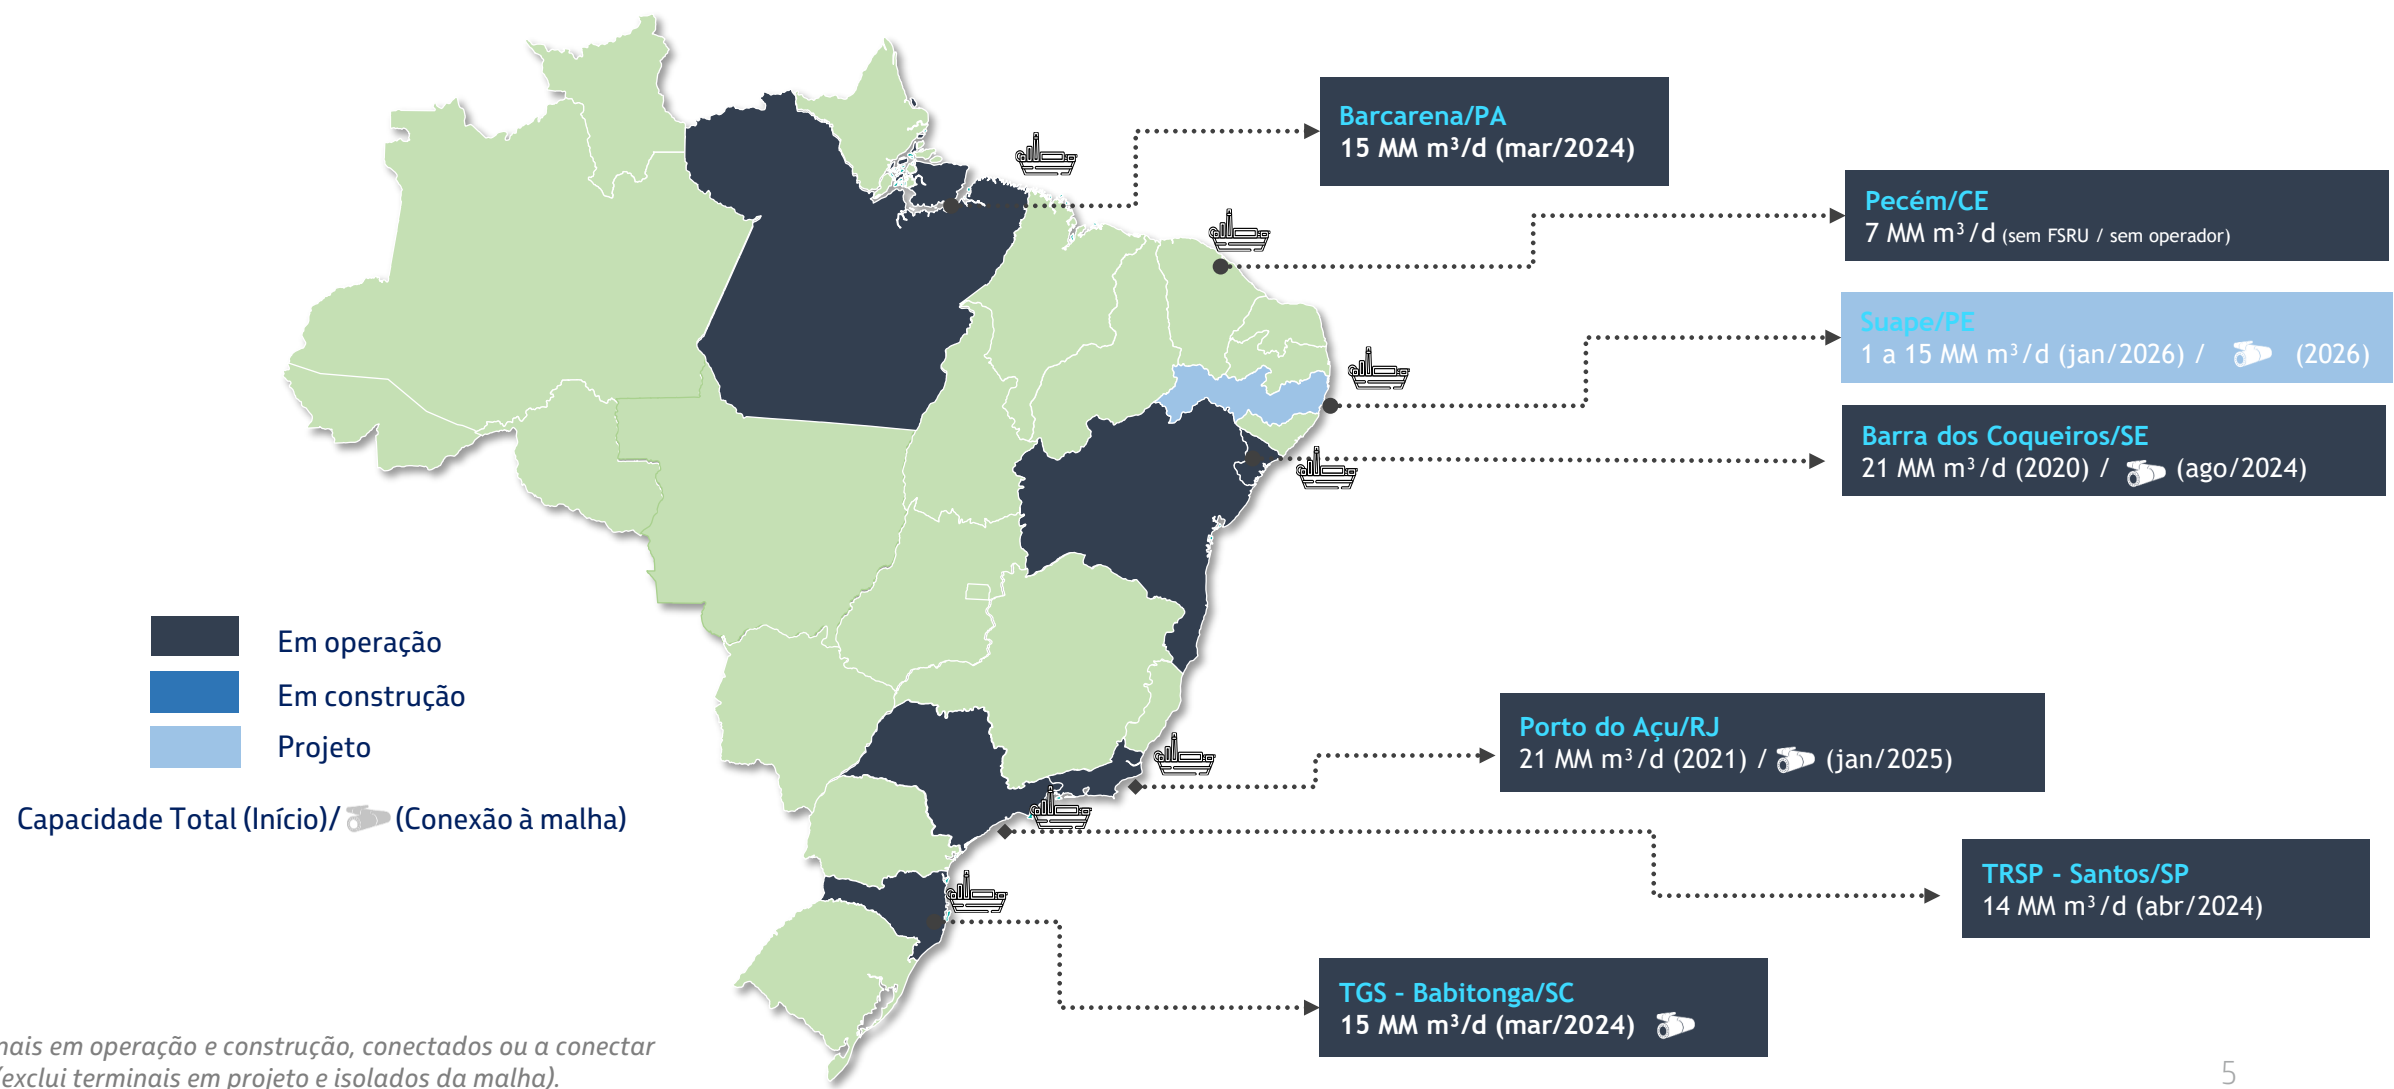 Barcarena/PA
15 MM m³/d (mar/2024)
Pecém/CE
7 MM m³/d (sem FSRU / sem operador)
Suape/PE
1 a 15 MM m³/d (jan/2026) / (2026)
Barra dos Coqueiros/SE
21 MM m³/d (2020) / (ago/2024)
Em operação
Em construção
Projeto
Capacidade Total (Início)/ (Conexão à malha)
Porto do Açu/RJ
21 MM m³/d (2021) / (jan/2025)
TRSP - Santos/SP
14 MM m³/d (abr/2024)
TGS - Babitonga/SC
15 MM m³/d (mar/2024)
em operação e construção, conectados ou a conectar
(exclui terminais em projeto e isolados da malha).
5